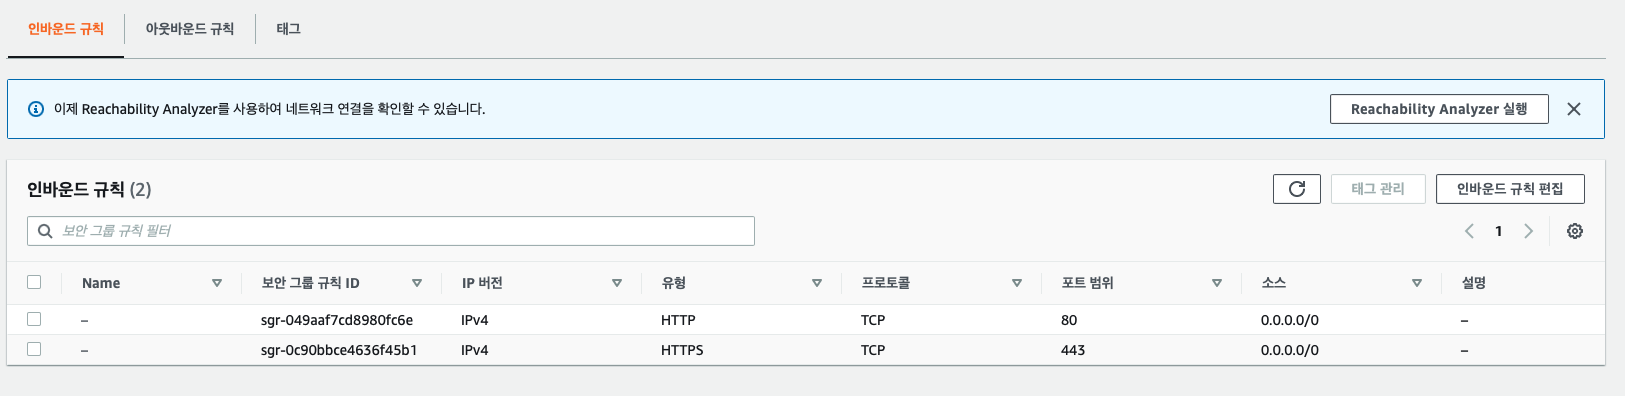 인바운드 규칙 아웃바운드 규칙 태그
이제 Reachability Analyzer를 사용하여 네트워크 연결을 확인할 수 있습니다. Reachability Analyzer 실행
인바운드 규칙 (2) 태그 관리 인바운드 규칙 편집
보안 그룹 규칙 필터 1
Name 보안 그룹 규칙 ID IP 버전 유형 프로토콜 포트 범위 소스 설명
– sgr-049aaf7cd8980fc6e IPv4 HTTP TCP 80 0.0.0.0/0 –
– sgr-0c90bbce4636f45b1 IPv4 HTTPS TCP 443 0.0.0.0/0 –